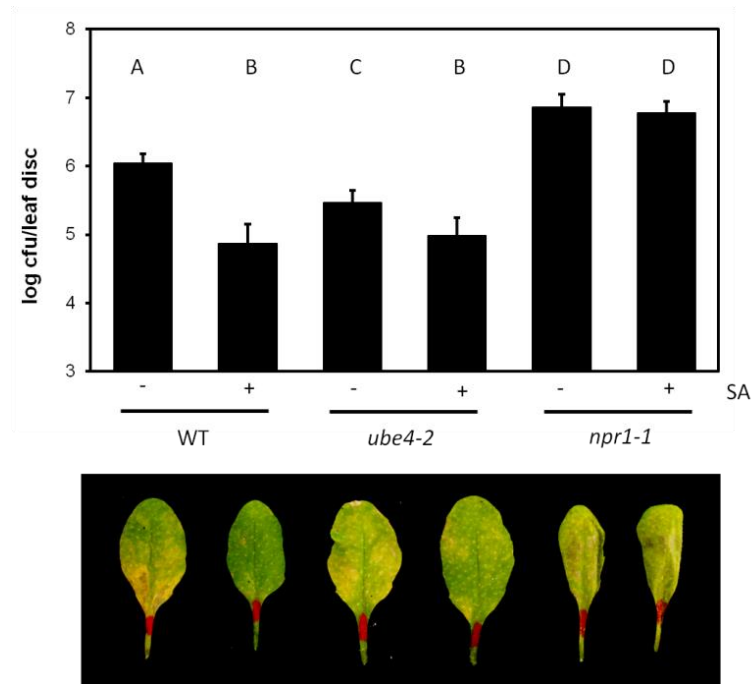 8
A B C B D D
7
6
5
4
3
log cfu/leaf disc
- + - + - + SA
WT ube4-2 npr1-1